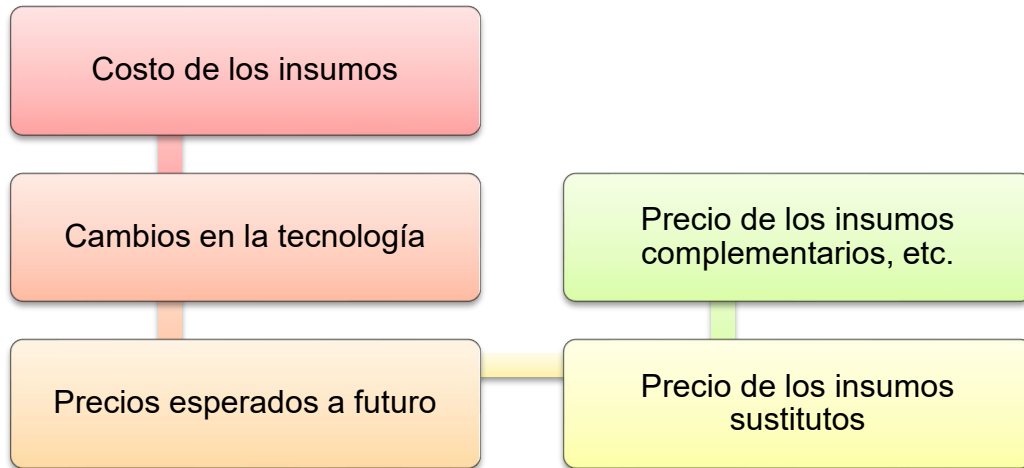 Costo de los insumos
Cambios en la tecnología
Precios esperados a futuro
Precio de los insumos
sustitutos
Precio de los insumos
complementarios, etc.